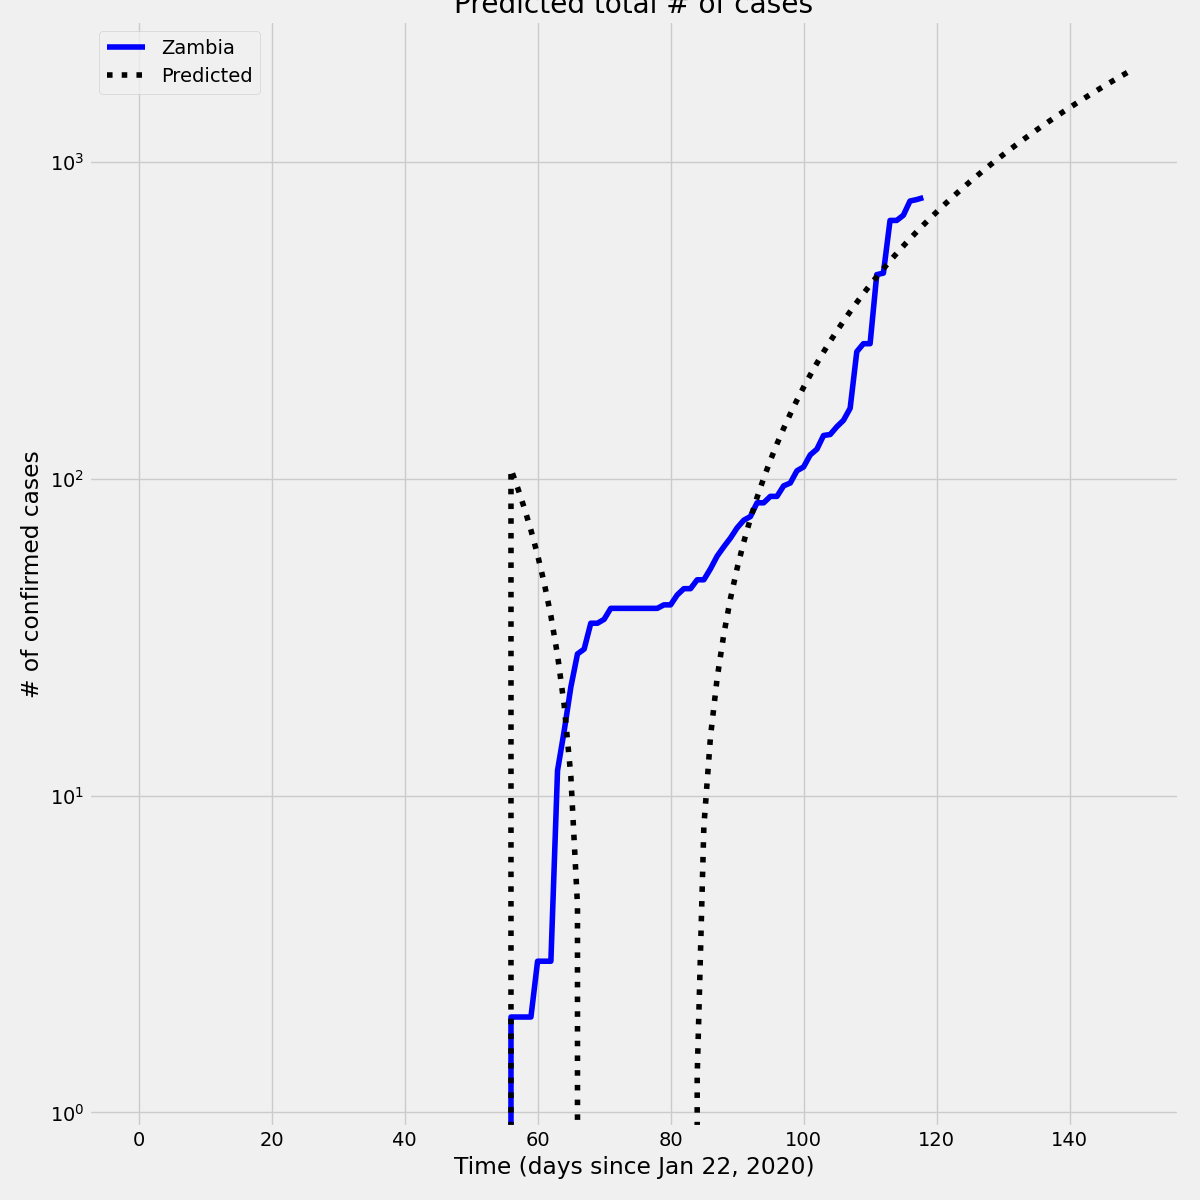 Predicted total # of cases
Zambia
Predicted
10³
10²
10¹
10⁰
# of confirmed cases
0 20 40 60 80 100 120 140
Time (days since Jan 22, 2020)